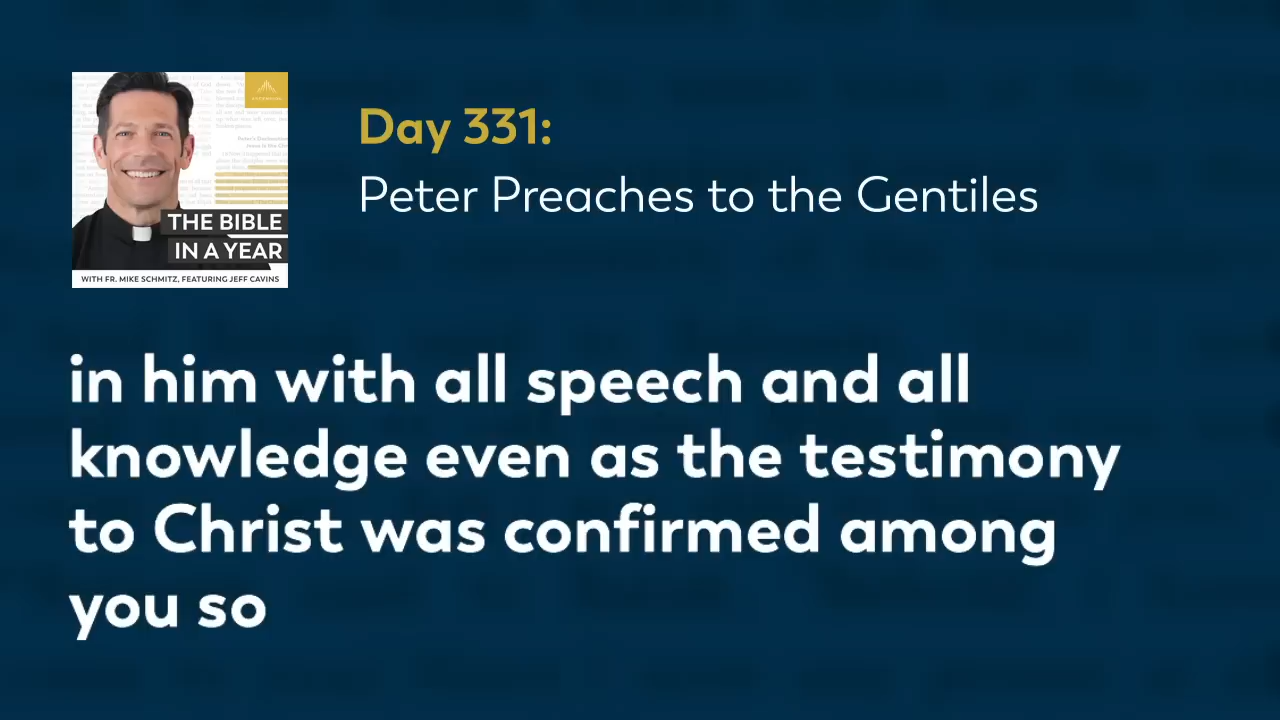 Day 331:
Peter Preaches to the Gentiles
THE BIBLE
IN A YEAR
WITH FR. MIKE SCHMITZ, FEATURING JEFF CAVINS
in him with all speech and all
knowledge even as the testimony
to Christ was confirmed among
you so